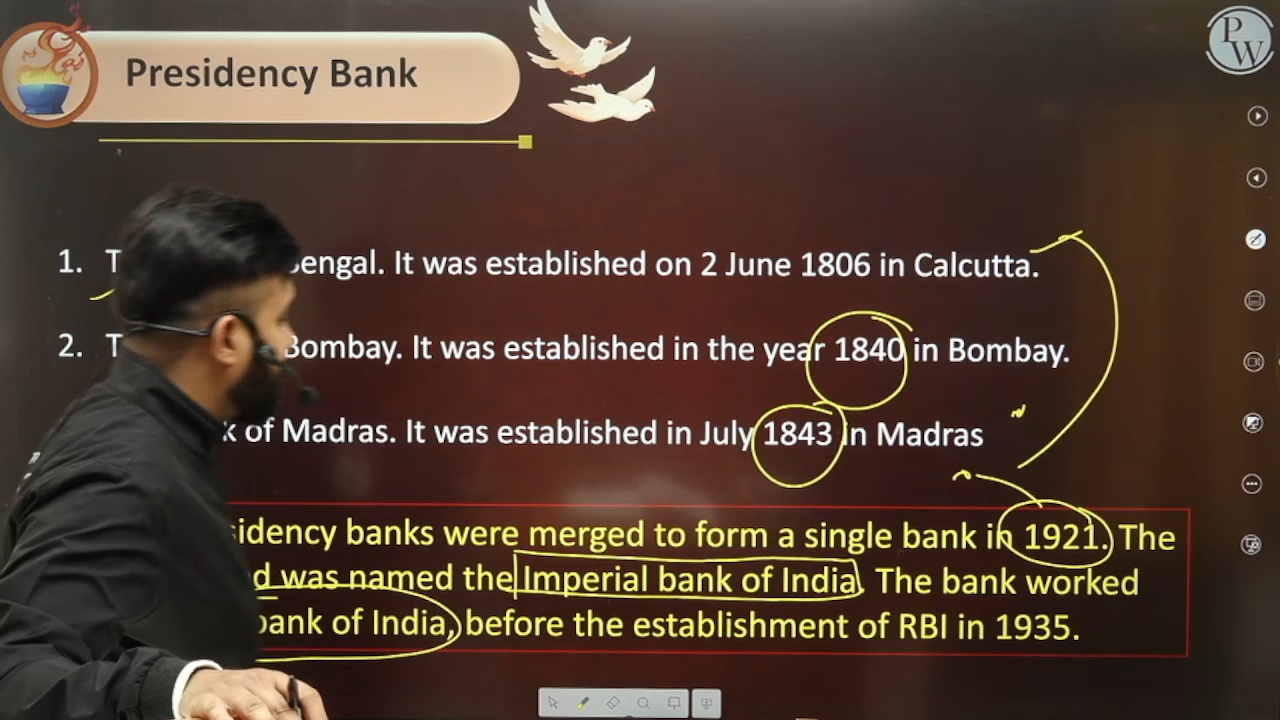 Presidency Bank
PW
1. T Bengal. It was established on 2 June 1806 in Calcutta.
2. T Bombay. It was established in the year 1840 in Bombay.
k of Madras. It was established in July 1843 in Madras
sidency banks were merged to form a single bank in 1921. The
d was named the Imperial bank of India. The bank worked
bank of India, before the establishment of RBI in 1935.